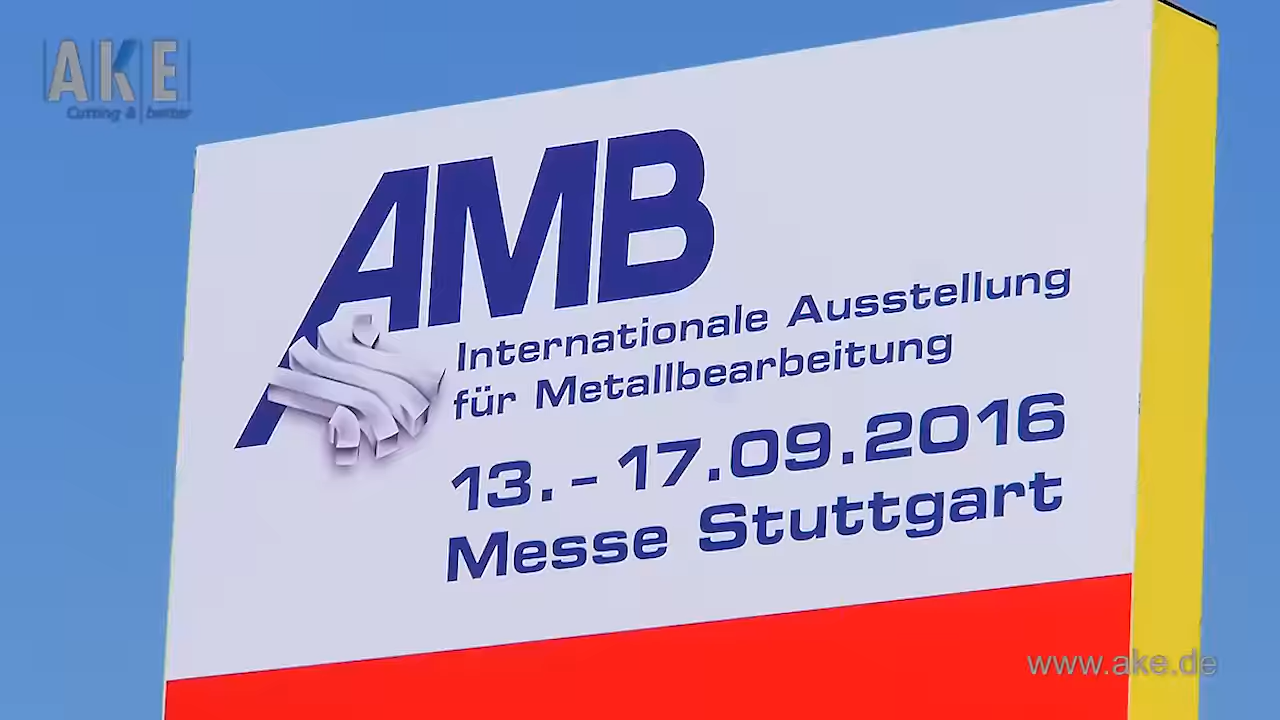 AKE
Cutting & better
AMB
Internationale Ausstellung
für Metallbearbeitung
13. - 17.09.2016
Messe Stuttgart
www.ake.de